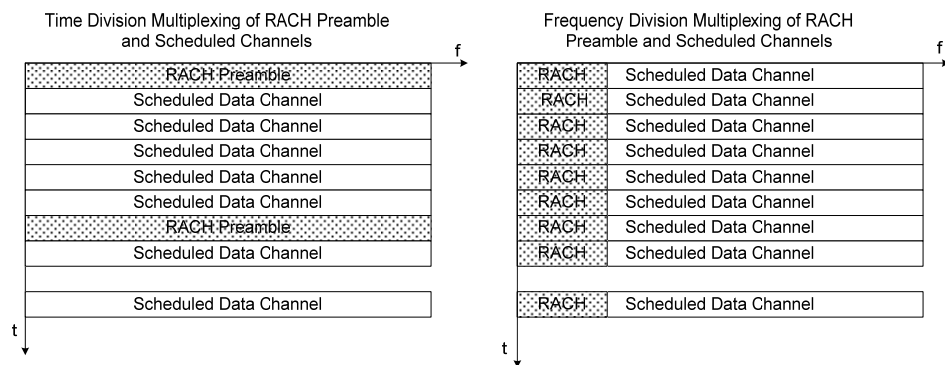 Time Division Multiplexing of RACH Preamble
and Scheduled Channels
f
RACH Preamble
Scheduled Data Channel
Scheduled Data Channel
Scheduled Data Channel
Scheduled Data Channel
Scheduled Data Channel
RACH Preamble
Scheduled Data Channel
Scheduled Data Channel
t
Frequency Division Multiplexing of RACH
Preamble and Scheduled Channels
f
RACH Scheduled Data Channel
RACH Scheduled Data Channel
RACH Scheduled Data Channel
RACH Scheduled Data Channel
RACH Scheduled Data Channel
RACH Scheduled Data Channel
RACH Scheduled Data Channel
RACH Scheduled Data Channel
RACH Scheduled Data Channel
t